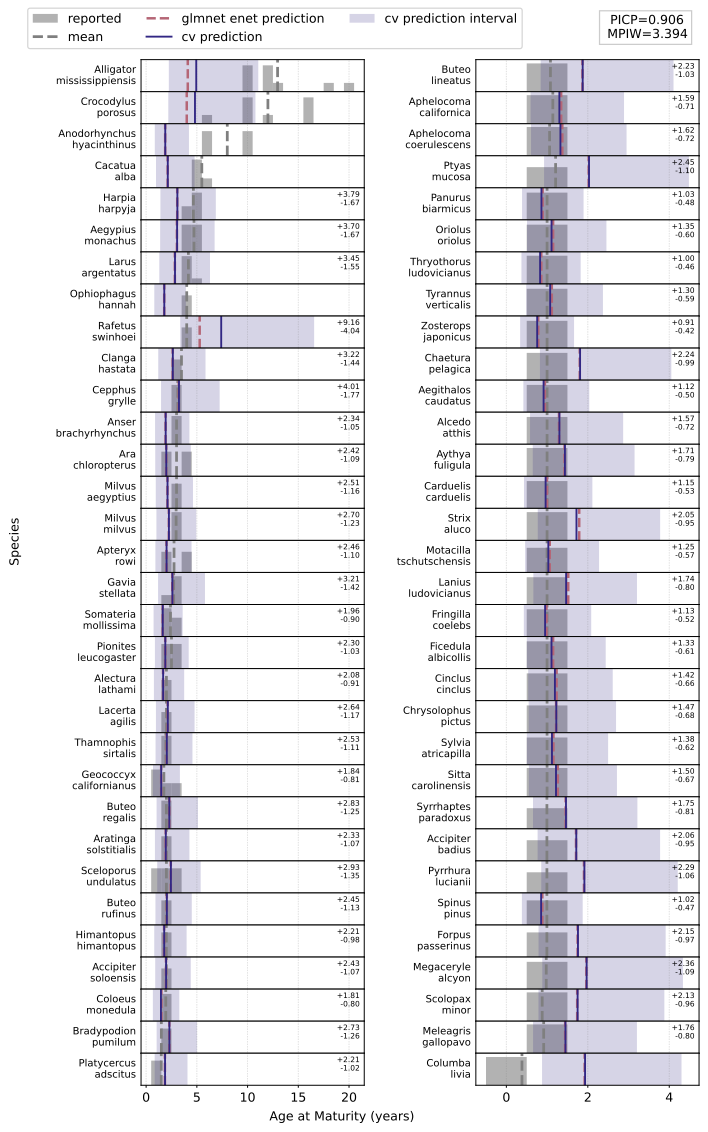 reported
mean
glmnet enet prediction
cv prediction
cv prediction interval
PICP=0.906
MPIW=3.394
Species
Alligator
mississippiensis
Crocodylus
porosus
Anodorhynchus
hyacinthinus
Cacatua
alba
Harpia
harpyja
+3.79
-1.67
Aegypius
monachus
+3.70
-1.67
Larus
argentatus
+3.45
-1.55
Ophiophagus
hannah
Rafetus
swinhoei
+9.16
-4.04
Clanga
hastata
+3.22
-1.44
Cepphus
grylle
+4.01
-1.77
Anser
brachyrhynchus
+2.34
-1.05
Ara
chloropterus
+2.42
-1.09
Milvus
aegyptius
+2.51
-1.16
Milvus
milvus
+2.70
-1.23
Apteryx
rowi
+2.46
-1.10
Gavia
stellata
+3.21
-1.42
Somateria
mollissima
+1.96
-0.90
Pionites
leucogaster
+2.30
-1.03
Alectura
lathami
+2.08
-0.91
Lacerta
agilis
+2.64
-1.17
Thamnophis
sirtalis
+2.53
-1.11
Geococcyx
californianus
+1.84
-0.81
Buteo
regalis
+2.83
-1.25
Aratinga
solstitialis
+2.33
-1.07
Sceloporus
undulatus
+2.93
-1.35
Buteo
rufinus
+2.45
-1.13
Himantopus
himantopus
+2.21
-0.98
Accipiter
soloensis
+2.43
-1.07
Coloeus
monedula
+1.81
-0.80
Bradypodion
pumilum
+2.73
-1.26
Platycercus
adscitus
+2.21
-1.02
0 5 10 15 20
Buteo
lineatus
+2.23
-1.03
Aphelocoma
californica
+1.59
-0.71
Aphelocoma
coerulescens
+1.62
-0.72
Ptyas
mucosa
+2.45
-1.10
Panurus
biarmicus
+1.03
-0.48
Oriolus
oriolus
+1.35
-0.60
Thryothorus
ludovicianus
+1.00
-0.46
Tyrannus
verticalis
+1.30
-0.59
Zosterops
japonicus
+0.91
-0.42
Chaetura
pelagica
+2.24
-0.99
Aegithalos
caudatus
+1.12
-0.50
Alcedo
atthis
+1.57
-0.72
Aythya
fuligula
+1.71
-0.79
Carduelis
carduelis
+1.15
-0.53
Strix
aluco
+2.05
-0.95
Motacilla
tschutschensis
+1.25
-0.57
Lanius
ludovicianus
+1.74
-0.80
Fringilla
coelebs
+1.13
-0.52
Ficedula
albicollis
+1.33
-0.61
Cinclus
cinclus
+1.42
-0.66
Chrysolophus
pictus
+1.47
-0.68
Sylvia
atricapilla
+1.38
-0.62
Sitta
carolinensis
+1.50
-0.67
Syrrhaptes
paradoxus
+1.75
-0.81
Accipiter
badius
+2.06
-0.95
Pyrrhura
lucianii
+2.29
-1.06
Spinus
pinus
+1.02
-0.47
Forpus
passerinus
+2.15
-0.97
Megaceryle
alcyon
+2.36
-1.09
Scolopax
minor
+2.13
-0.96
Meleagris
gallopavo
+1.76
-0.80
Columba
livia
0 2 4
Age at Maturity (years)